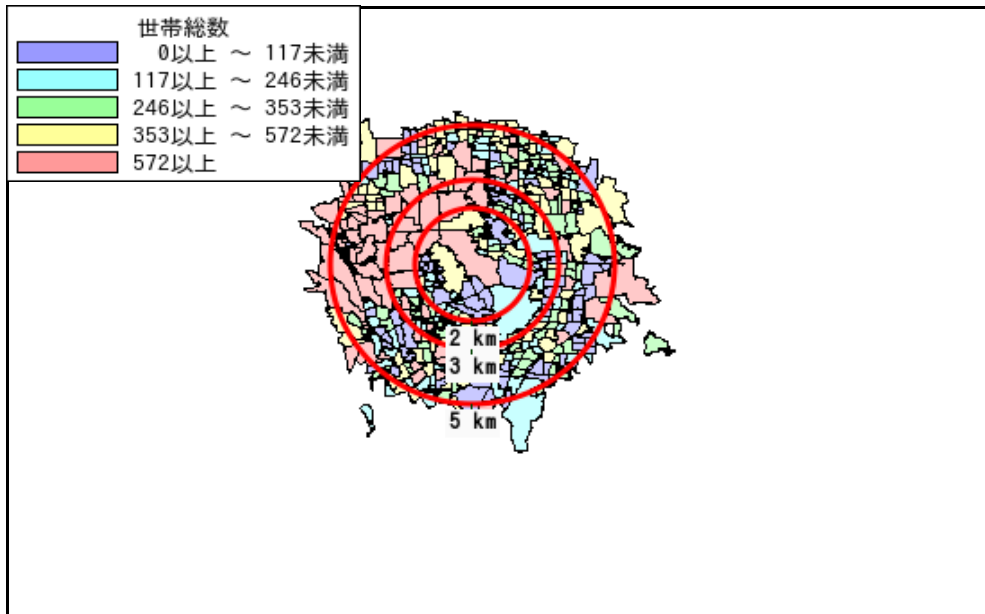 世帯総数
0以上 ～ 117未満
117以上 ～ 246未満
246以上 ～ 353未満
353以上 ～ 572未満
572以上
2 km
3 km
5 km